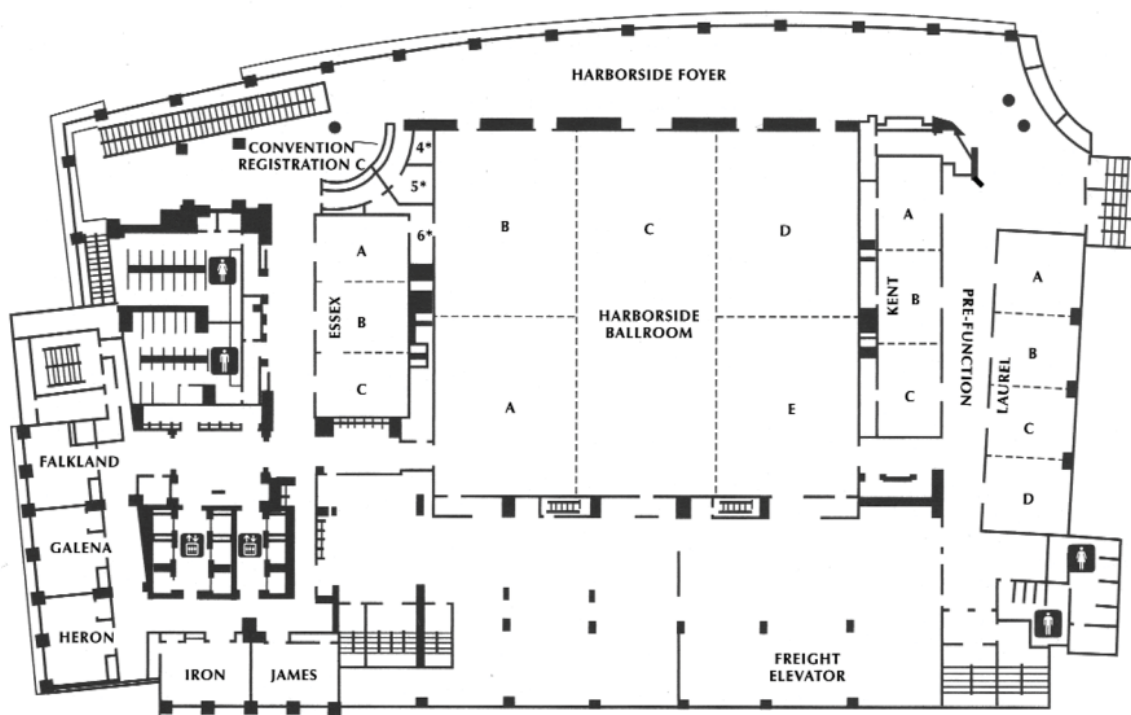 HARBORSIDE FOYER
CONVENTION
REGISTRATION C
4*
5*
6*
A
B
C
ESSEX
B
C
D
HARBORSIDE
BALLROOM
A
E
A
B
C
KENT
PRE-FUNCTION
A
B
C
D
LAUREL
FALKLAND
GALENA
HERON
IRON
JAMES
FREIGHT
ELEVATOR